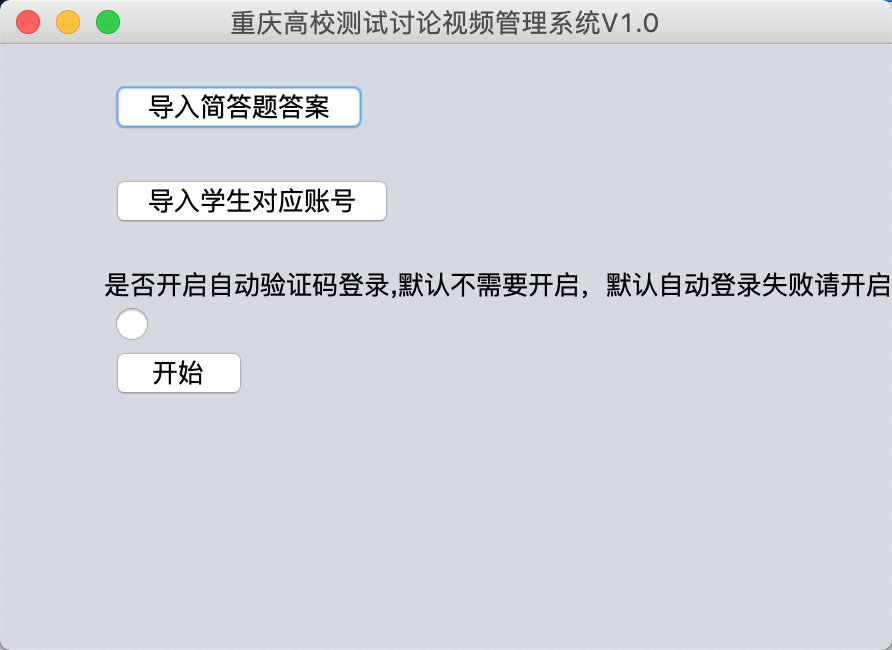 重庆高校测试讨论视频管理系统V1.0
导入简答题答案
导入学生对应账号
是否开启自动验证码登录,默认不需要开启，默认自动登录失败请开启
开始